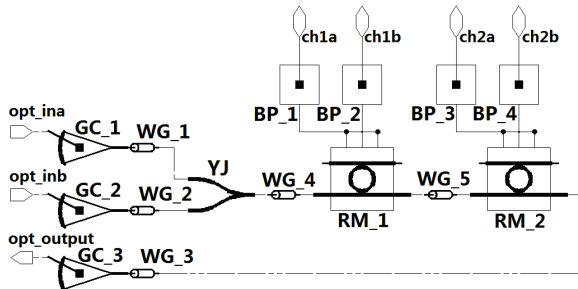 ch1a ch1b ch2a ch2b
opt_ina
GC_1 WG_1
BP_1 BP_2 BP_3 BP_4
YJ
opt_inb
GC_2 WG_2 WG_4 WG_5
RM_1 RM_2
opt_output
GC_3 WG_3